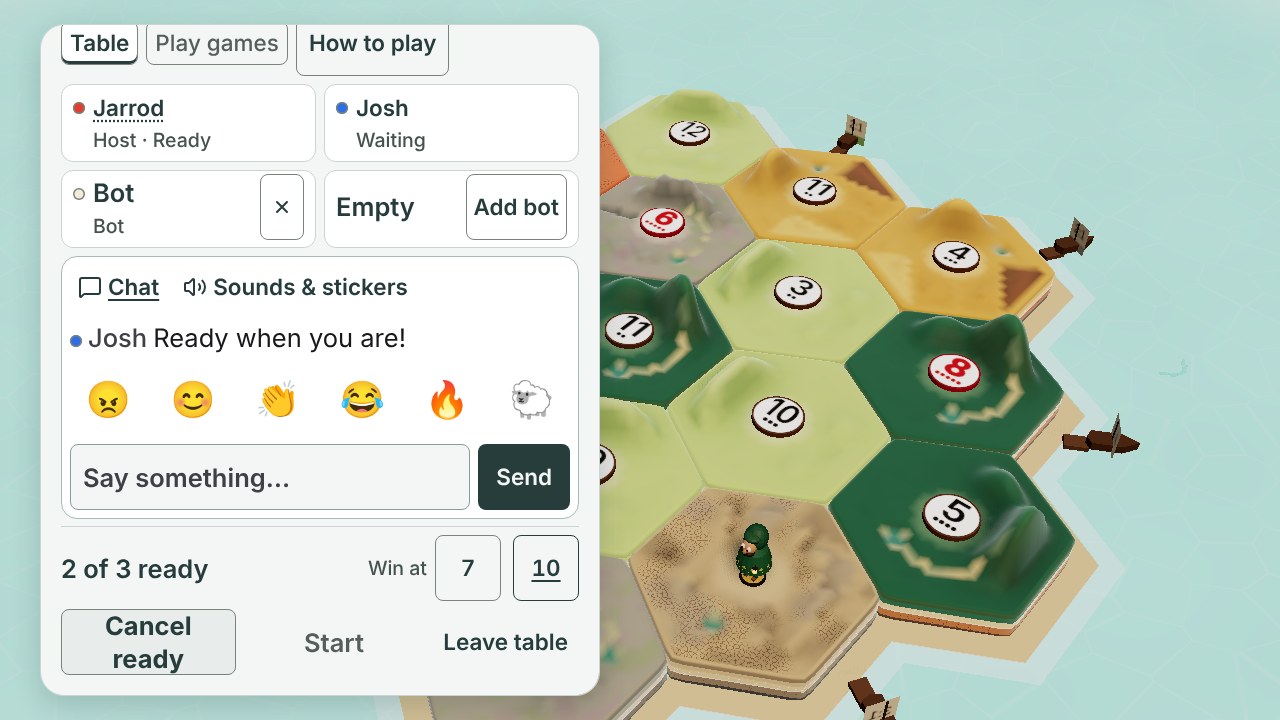 Table
Play games
How to play
Jarrod
Host · Ready
Josh
Waiting
Bot
Bot
×
Empty
Add bot
Chat
Sounds & stickers
Josh Ready when you are!
Say something...
Send
2 of 3 ready
Win at
7
10
Cancel
ready
Start
Leave table
12
11
6
4
3
11
8
10
5